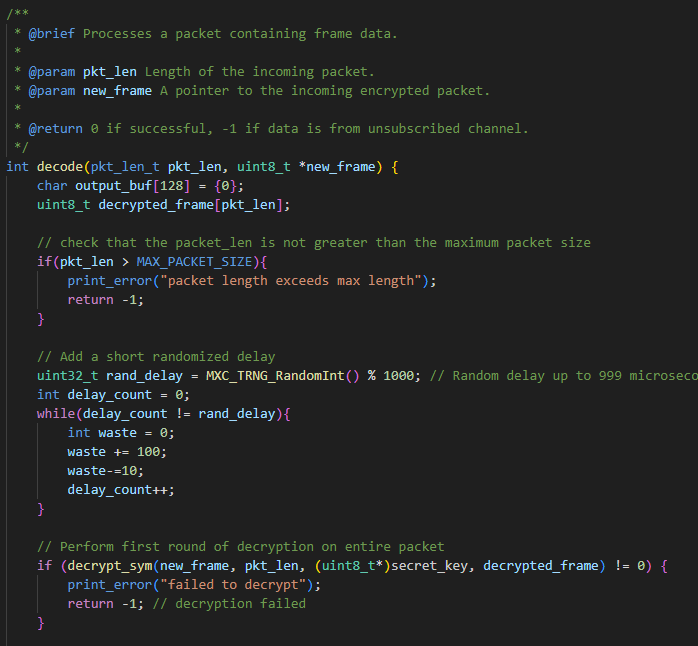 /**
 * @brief Processes a packet containing frame data.
 *
 * @param pkt_len Length of the incoming packet.
 * @param new_frame A pointer to the incoming encrypted packet.
 *
 * @return 0 if successful, -1 if data is from unsubscribed channel.
 */
int decode(pkt_len_t pkt_len, uint8_t *new_frame) {
    char output_buf[128] = {0};
    uint8_t decrypted_frame[pkt_len];

    // check that the packet_len is not greater than the maximum packet size
    if(pkt_len > MAX_PACKET_SIZE){
        print_error("packet length exceeds max length");
        return -1;
    }

    // Add a short randomized delay
    uint32_t rand_delay = MXC_TRNG_RandomInt() % 1000; // Random delay up to 999 microseco
    int delay_count = 0;
    while(delay_count != rand_delay){
        int waste = 0;
        waste += 100;
        waste-=10;
        delay_count++;
    }

    // Perform first round of decryption on entire packet
    if (decrypt_sym(new_frame, pkt_len, (uint8_t*)secret_key, decrypted_frame) != 0) {
        print_error("failed to decrypt");
        return -1; // decryption failed
    }